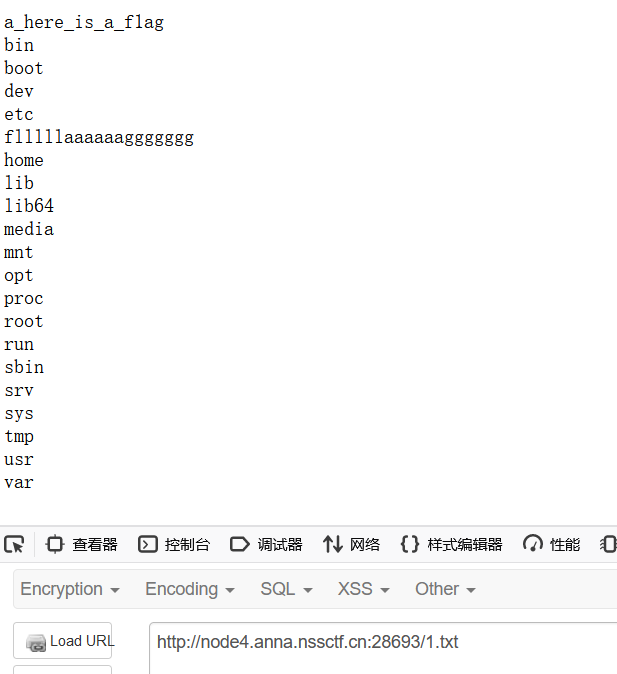 a_here_is_a_flag
bin
boot
dev
etc
flllllaaaaaaggggggg
home
lib
lib64
media
mnt
opt
proc
root
run
sbin
srv
sys
tmp
usr
var
查看器 控制台 调试器 网络 样式编辑器 性能
Encryption Encoding SQL XSS Other
Load URL http://node4.anna.nssctf.cn:28693/1.txt